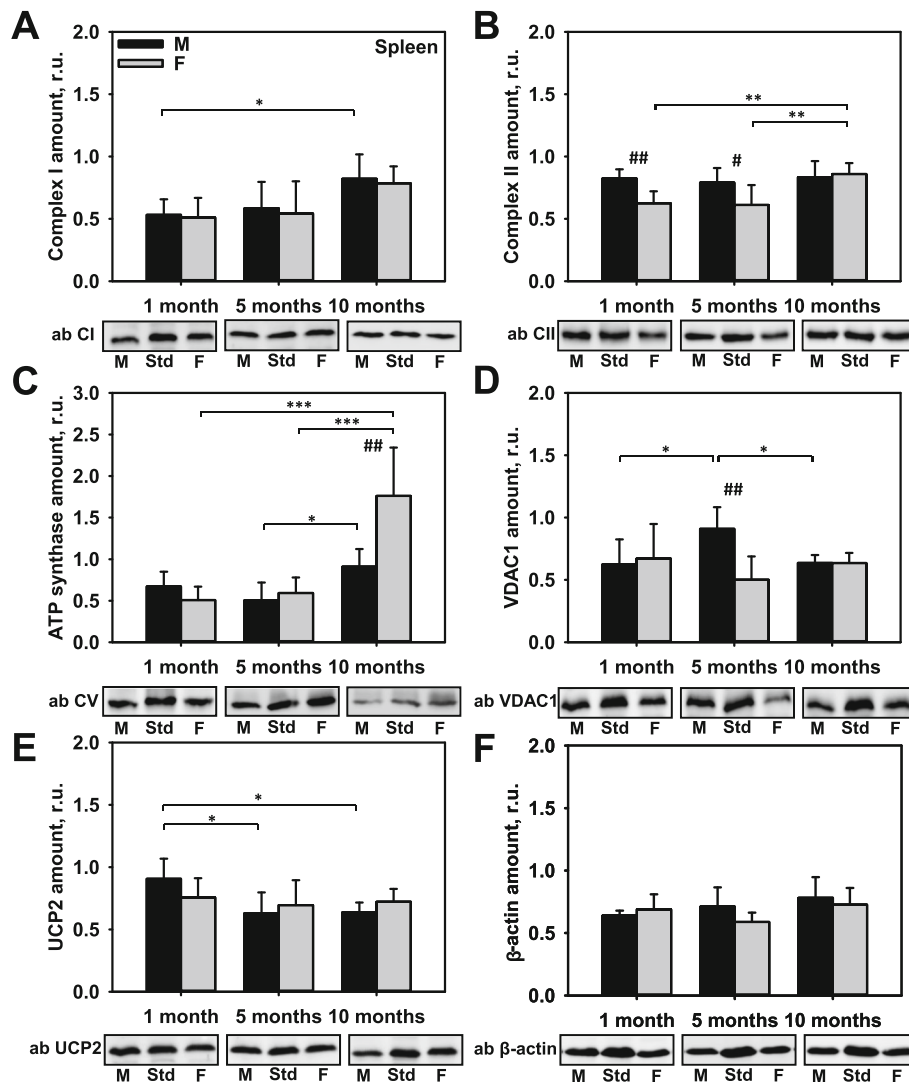 A
Complex I amount, r.u.
2.0
1.5
1.0
0.5
0.0
M
F
Spleen
*
1 month 5 months 10 months
ab CI
M Std F M Std F M Std F
B
Complex II amount, r.u.
2.0
1.5
1.0
0.5
0.0
**
**
## #
1 month 5 months 10 months
ab CII
M Std F M Std F M Std F
C
ATP synthase amount, r.u.
3.0
2.5
2.0
1.5
1.0
0.5
0.0
***
***
##
*
1 month 5 months 10 months
ab CV
M Std F M Std F M Std F
D
VDAC1 amount, r.u.
2.0
1.5
1.0
0.5
0.0
* *
##
1 month 5 months 10 months
ab VDAC1
M Std F M Std F M Std F
E
UCP2 amount, r.u.
2.0
1.5
1.0
0.5
0.0
*
*
1 month 5 months 10 months
ab UCP2
M Std F M Std F M Std F
F
β-actin amount, r.u.
2.0
1.5
1.0
0.5
0.0
1 month 5 months 10 months
ab β-actin
M Std F M Std F M Std F